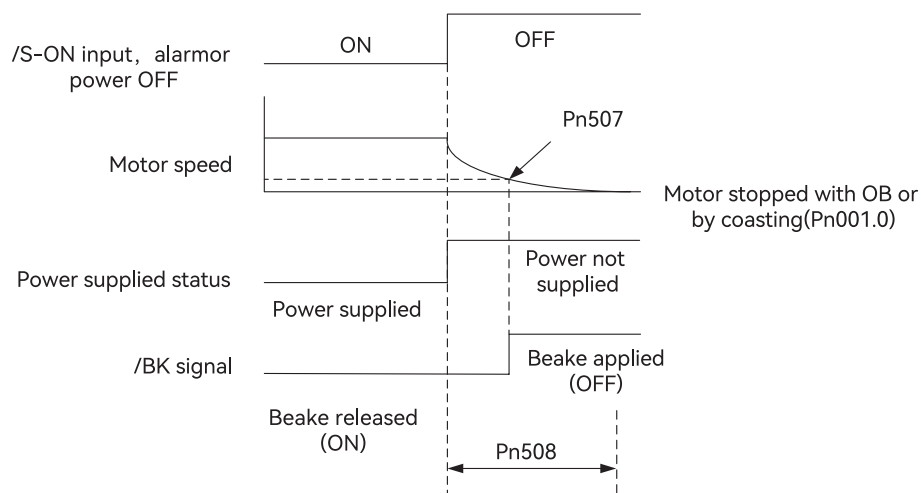 ON
OFF
/S-ON input, alarmor
power OFF
Pn507
Motor speed
Motor stopped with OB or
by coasting(Pn001.0)
Power supplied status
Power supplied
Power not
supplied
/BK signal
Beake applied
(OFF)
Beake released
(ON)
Pn508